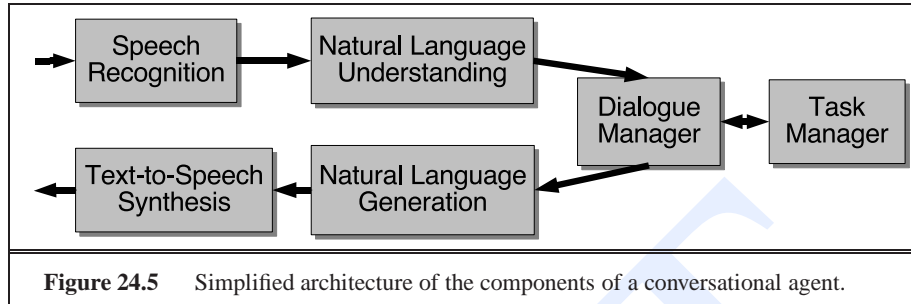 Speech
Recognition
Natural Language
Understanding
Dialogue
Manager
Task
Manager
Text-to-Speech
Synthesis
Natural Language
Generation
Figure 24.5 Simplified architecture of the components of a conversational agent.